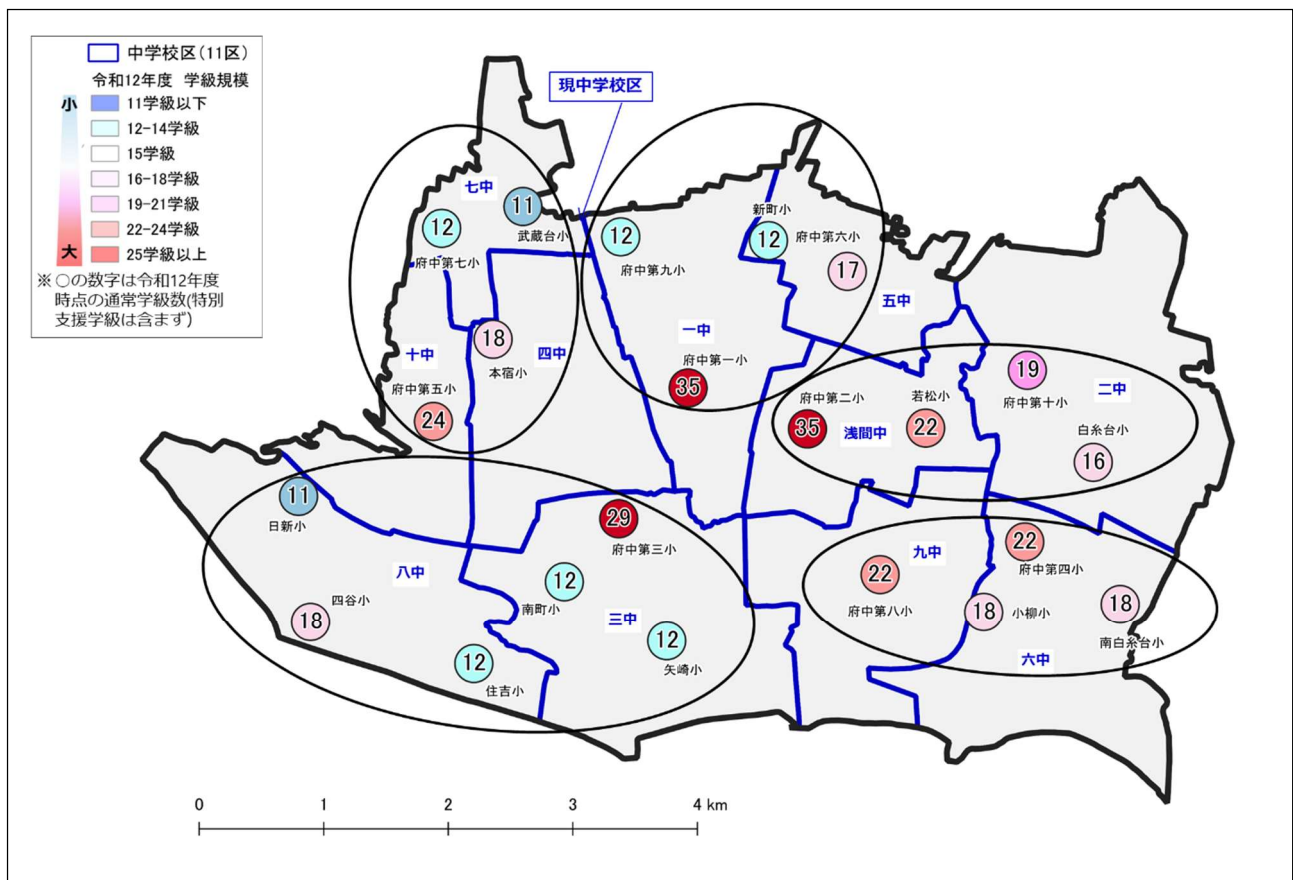 中学校区(11区)
令和12年度 学級規模
小
大
11学級以下
12-14学級
15学級
16-18学級
19-21学級
22-24学級
25学級以上
※○の数字は令和12年度
時点の通常学級数(特別
支援学級は含まず)
現中学校区
七中
11
武蔵台小
12
府中第七小
18
本宿小
四中
十中
府中第五小
24
12
府中第九小
新町小
12
府中第六小
17
五中
一中
府中第一小
35
府中第二小
35
若松小
22
浅間中
19
府中第十小
二中
白糸台小
16
11
日新小
八中
四谷小
18
12
住吉小
29
府中第三小
12
南町小
三中
12
矢崎小
九中
22
府中第八小
22
府中第四小
18
小柳小
18
南白糸台小
六中
0 1 2 3 4 km